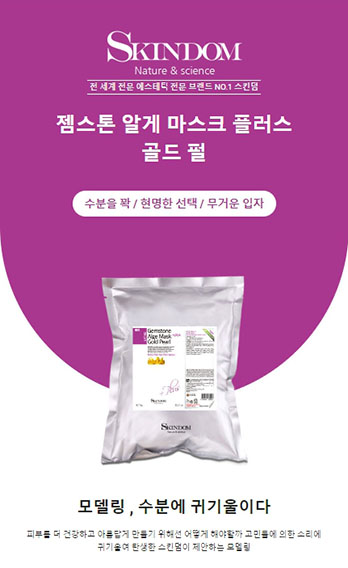 SKINDOM
Nature & science
전 세계 전문 에스테틱 전문 브랜드 NO.1 스킨덤
젬스톤 알게 마스크 플러스
골드 펄
수분을 꽉 / 현명한 선택 / 무거운 입자
Gemstone
Alge Mask
Gold Pearl
Plus
SKINDOM
모델링 , 수분에 귀기울이다
피부를 더 건강하고 아름답게 만들기 위해선 어떻게 해야할까 고민들에 의한 소리에
귀기울여 탄생한 스킨덤이 제안하는 모델링